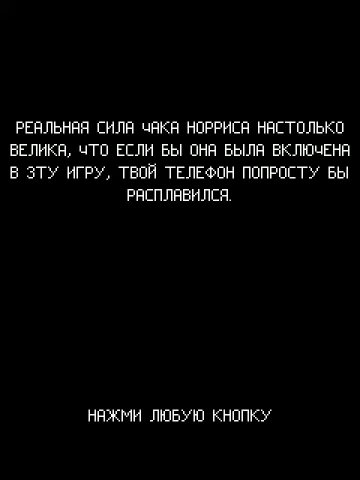 РЕАЛЬНАЯ СИЛА ЧАКА НОРРИСА НАСТОЛЬКО
ВЕЛИКА, ЧТО ЕСЛИ БЫ ОНА БЫЛА ВКЛЮЧЕНА
В ЭТУ ИГРУ, ТВОЙ ТЕЛЕФОН ПОПРОСТУ БЫ
РАСПЛАВИЛСЯ.
НАЖМИ ЛЮБУЮ КНОПКУ